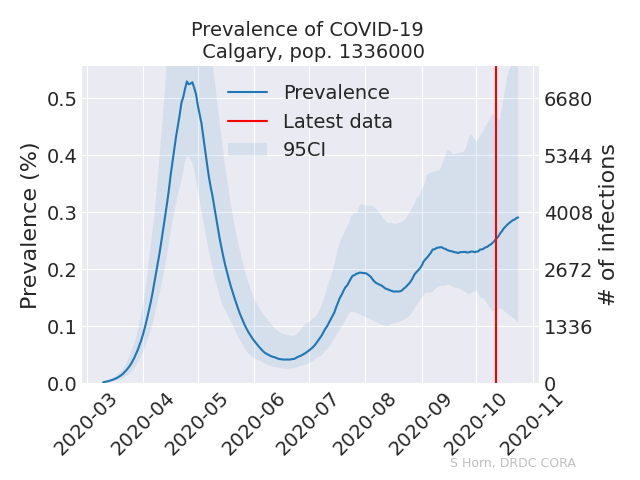 Prevalence of COVID-19
Calgary, pop. 1336000
Prevalence
Latest data
95CI
Prevalence (%)
0.5
0.4
0.3
0.2
0.1
0.0
6680
5344
4008
2672
1336
0
# of infections
2020-03
2020-04
2020-05
2020-06
2020-07
2020-08
2020-09
2020-10
2020-11
S Horn, DRDC CORA